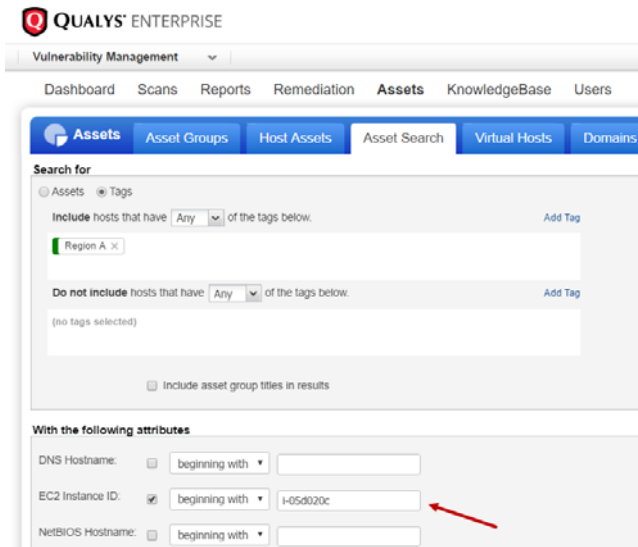 QUALYS' ENTERPRISE
Vulnerability Management
Dashboard Scans Reports Remediation Assets KnowledgeBase Users
Assets Asset Groups Host Assets Asset Search Virtual Hosts Domains
Search for
Assets Tags
Include hosts that have Any of the tags below. Add Tag
Region A ×
Do not include hosts that have Any of the tags below. Add Tag
(no tags selected)
Include asset group titles in results
With the following attributes
DNS Hostname: beginning with
EC2 Instance ID: beginning with i-05d020c
NetBIOS Hostname: beginning with